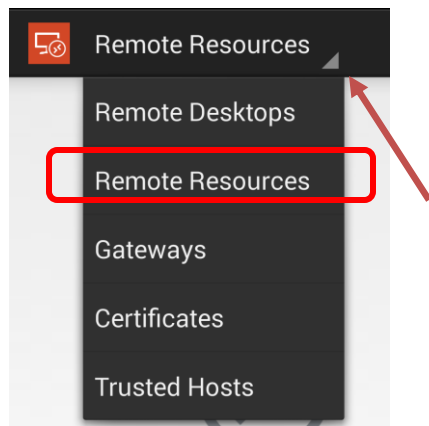 Remote Resources
Remote Desktops
Remote Resources
Gateways
Certificates
Trusted Hosts